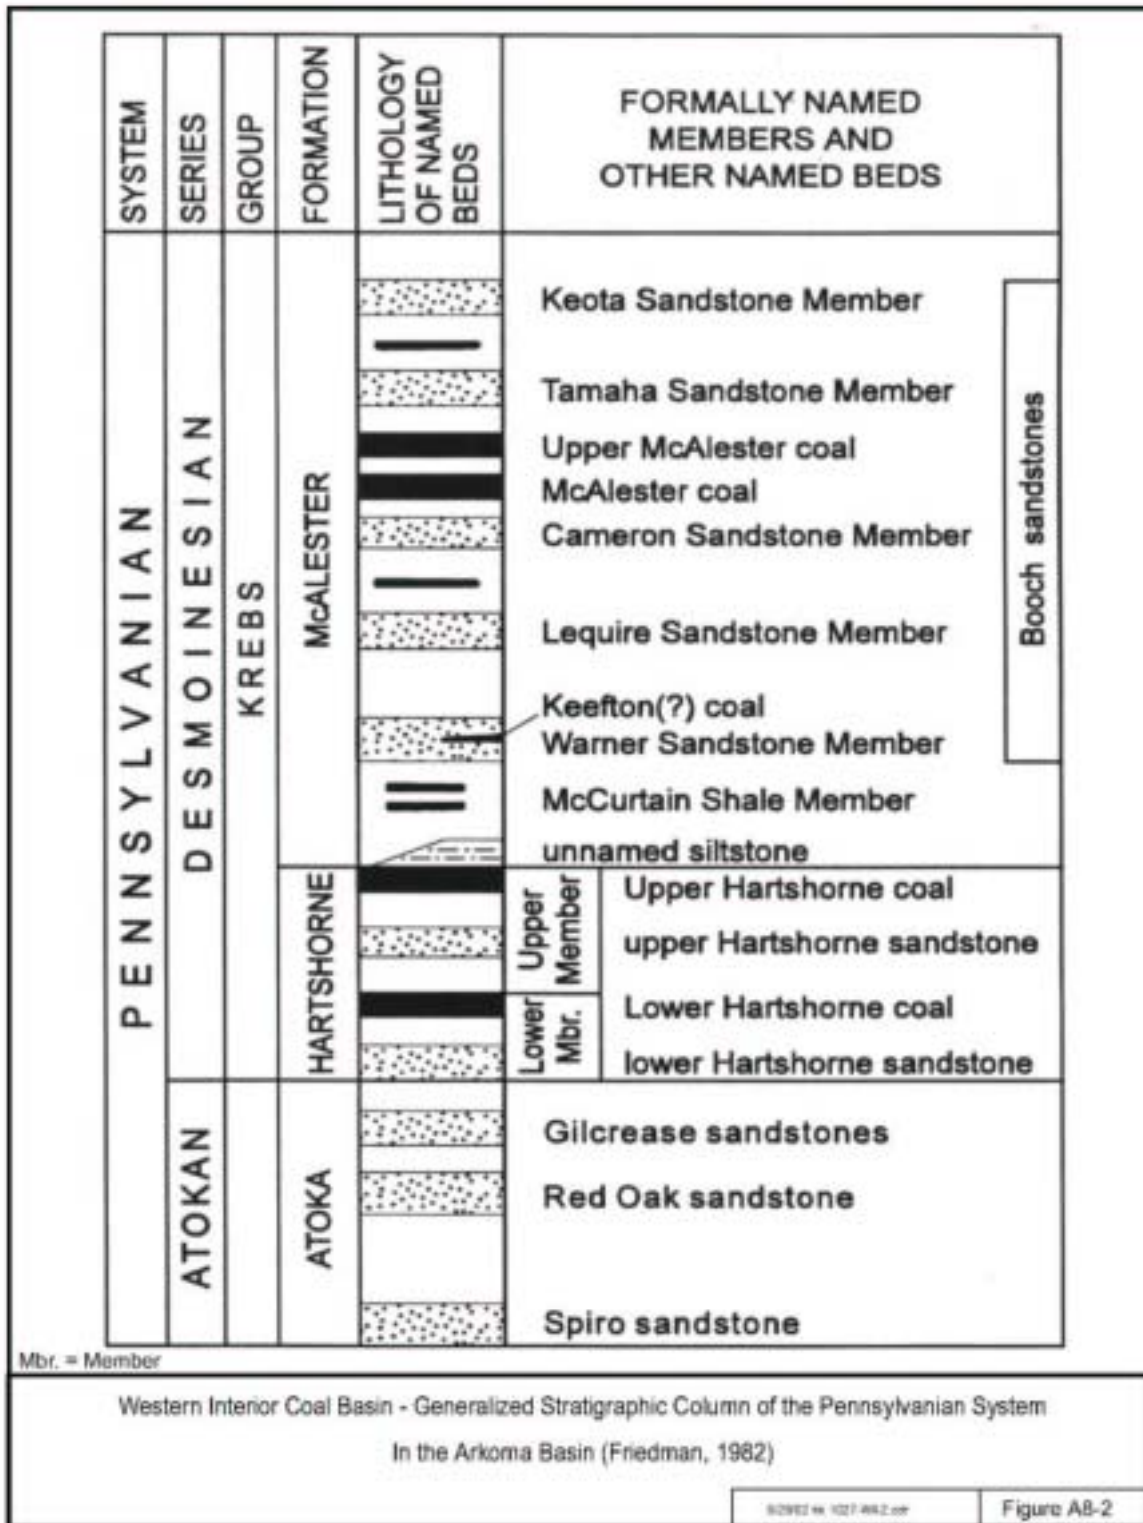 SYSTEM
SERIES
GROUP
FORMATION
LITHOLOGY
OF NAMED
BEDS
FORMALLY NAMED
MEMBERS AND
OTHER NAMED BEDS
PENNSYLVANIAN
DESMOINESIAN
KREBS
McALESTER
Keota Sandstone Member
Tamaha Sandstone Member
Upper McAlester coal
McAlester coal
Cameron Sandstone Member
Lequire Sandstone Member
Keefton(?) coal
Warner Sandstone Member
McCurtain Shale Member
unnamed siltstone
Booch sandstones
HARTSHORNE
Upper
Member
Upper Hartshorne coal
upper Hartshorne sandstone
Lower
Mbr.
Lower Hartshorne coal
lower Hartshorne sandstone
ATOKAN
ATOKA
Gilcrease sandstones
Red Oak sandstone
Spiro sandstone
Mbr. = Member
Western Interior Coal Basin - Generalized Stratigraphic Column of the Pennsylvanian System
In the Arkoma Basin (Friedman, 1982)
Figure A8-2